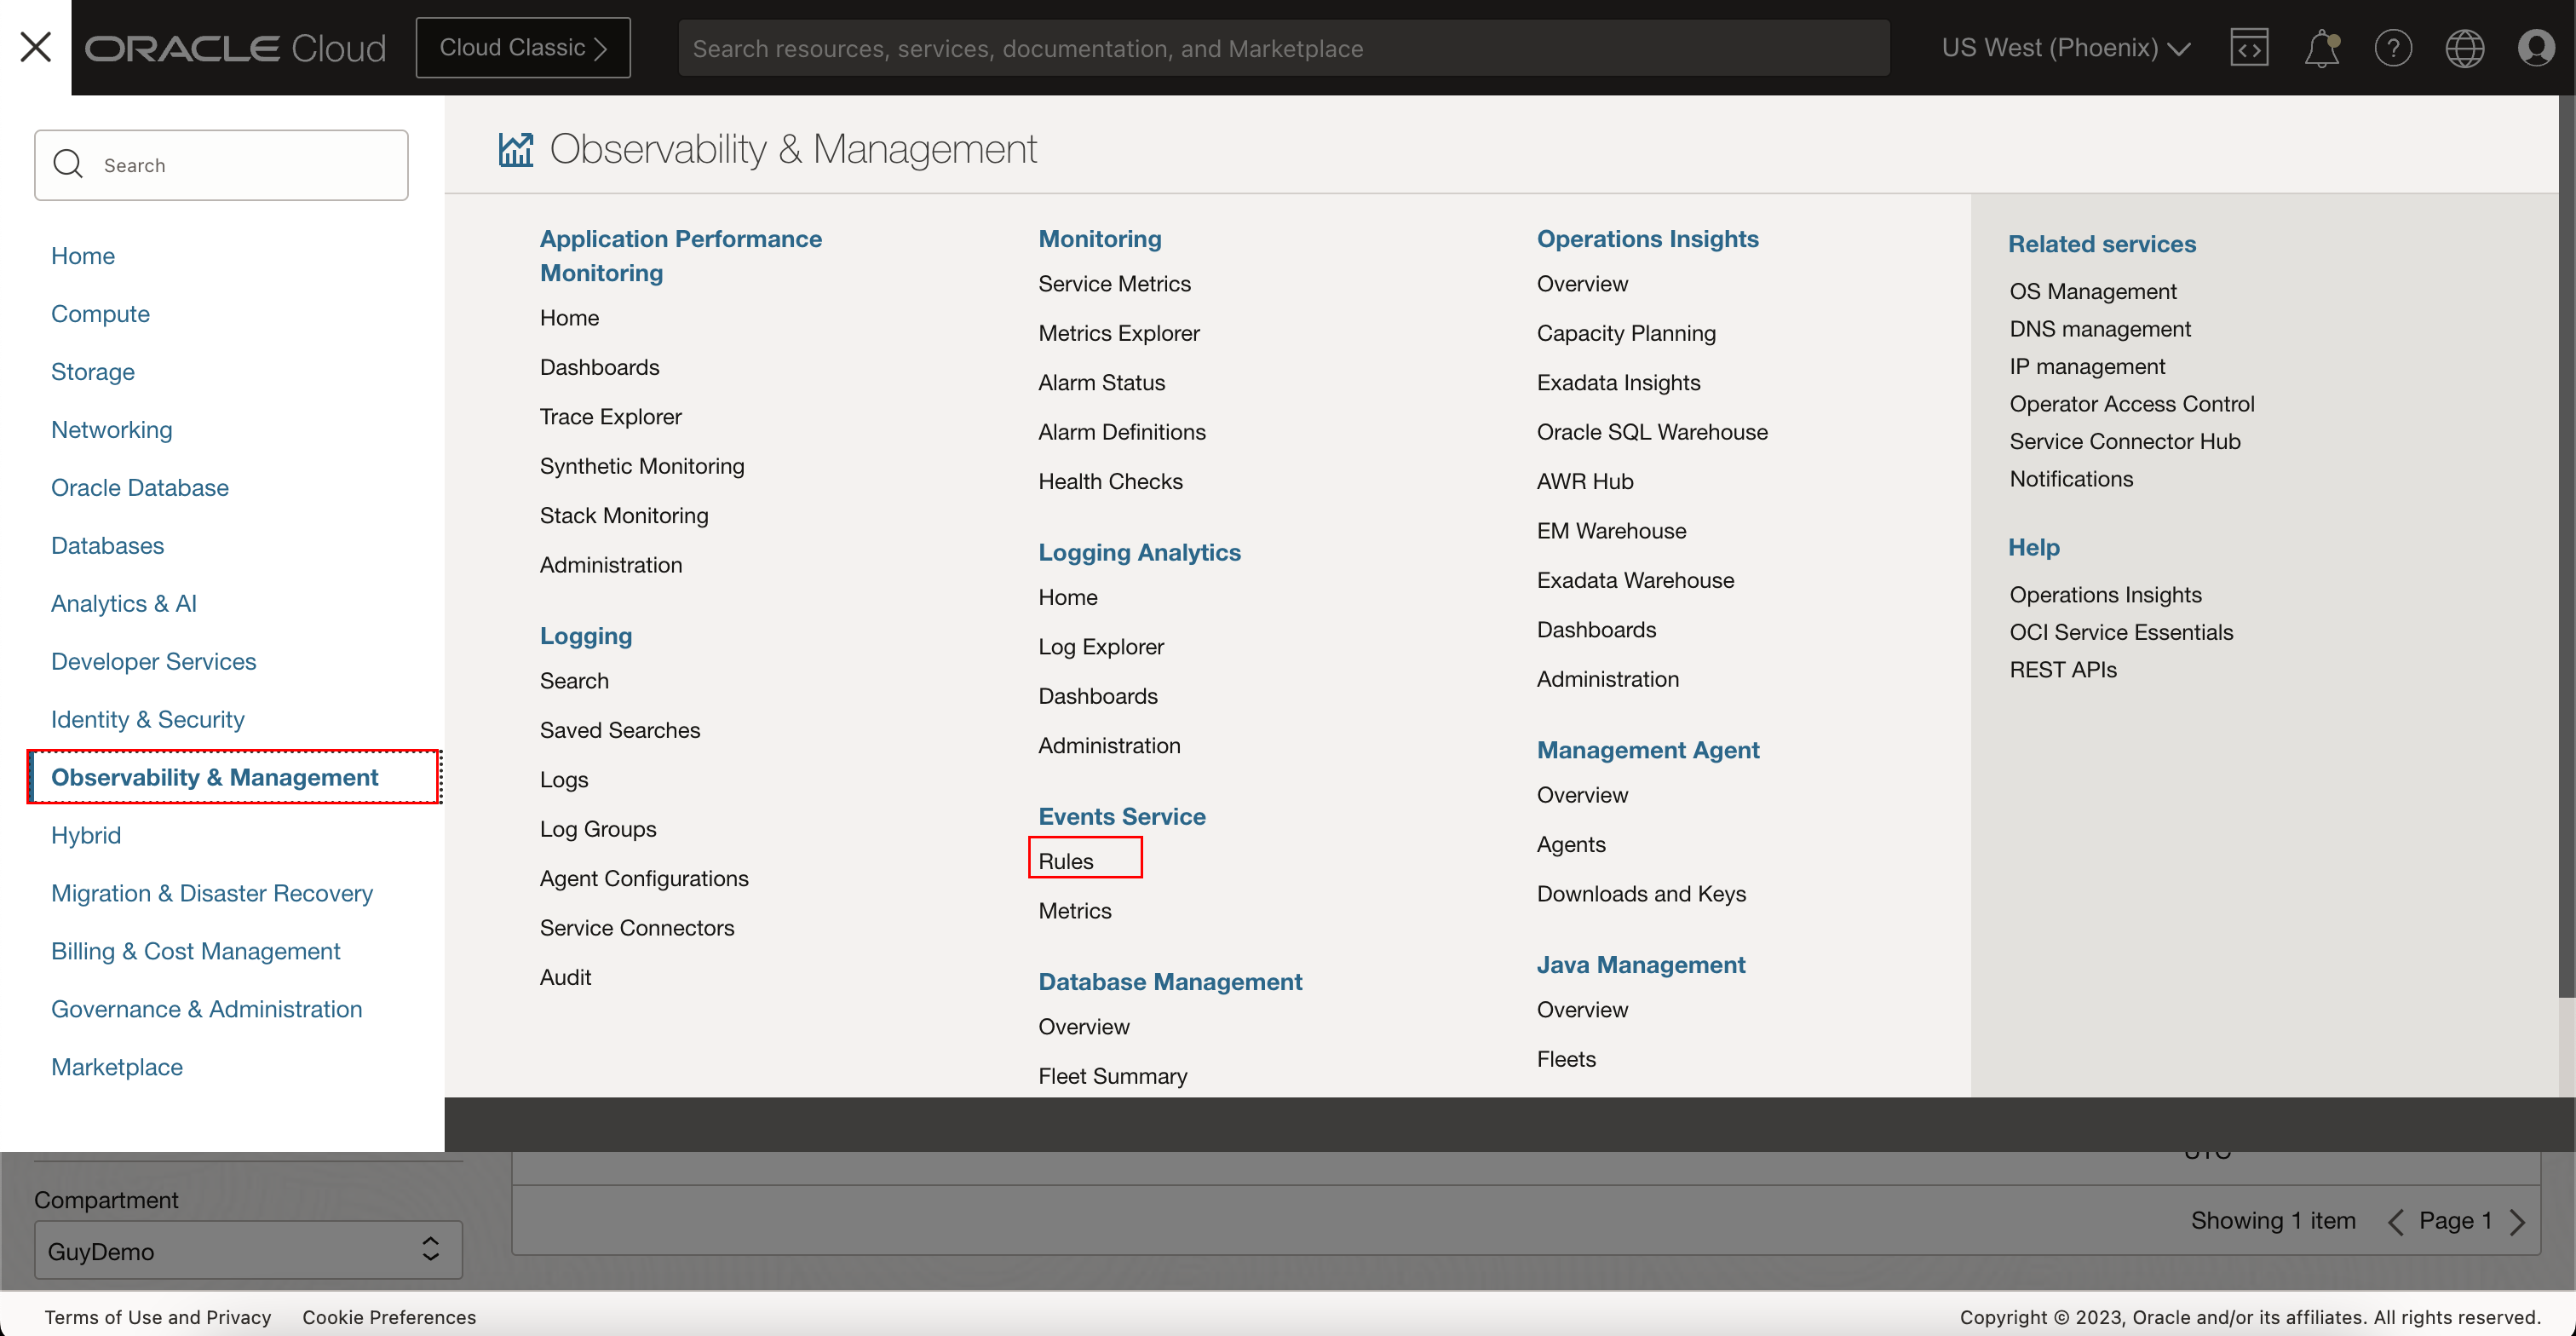 ORACLE Cloud
Cloud Classic
Search resources, services, documentation, and Marketplace
US West (Phoenix)
Search
Home
Compute
Storage
Networking
Oracle Database
Databases
Analytics & AI
Developer Services
Identity & Security
Observability & Management
Hybrid
Migration & Disaster Recovery
Billing & Cost Management
Governance & Administration
Marketplace
Observability & Management
Application Performance
Monitoring
Home
Dashboards
Trace Explorer
Synthetic Monitoring
Stack Monitoring
Administration
Logging
Search
Saved Searches
Logs
Log Groups
Agent Configurations
Service Connectors
Audit
Monitoring
Service Metrics
Metrics Explorer
Alarm Status
Alarm Definitions
Health Checks
Logging Analytics
Home
Log Explorer
Dashboards
Administration
Events Service
Rules
Metrics
Database Management
Overview
Fleet Summary
Operations Insights
Overview
Capacity Planning
Exadata Insights
Oracle SQL Warehouse
AWR Hub
EM Warehouse
Exadata Warehouse
Dashboards
Administration
Management Agent
Overview
Agents
Downloads and Keys
Java Management
Overview
Fleets
Related services
OS Management
DNS management
IP management
Operator Access Control
Service Connector Hub
Notifications
Help
Operations Insights
OCI Service Essentials
REST APIs
Compartment
GuyDemo
Showing 1 item
Page 1
Terms of Use and Privacy
Cookie Preferences
Copyright © 2023, Oracle and/or its affiliates. All rights reserved.